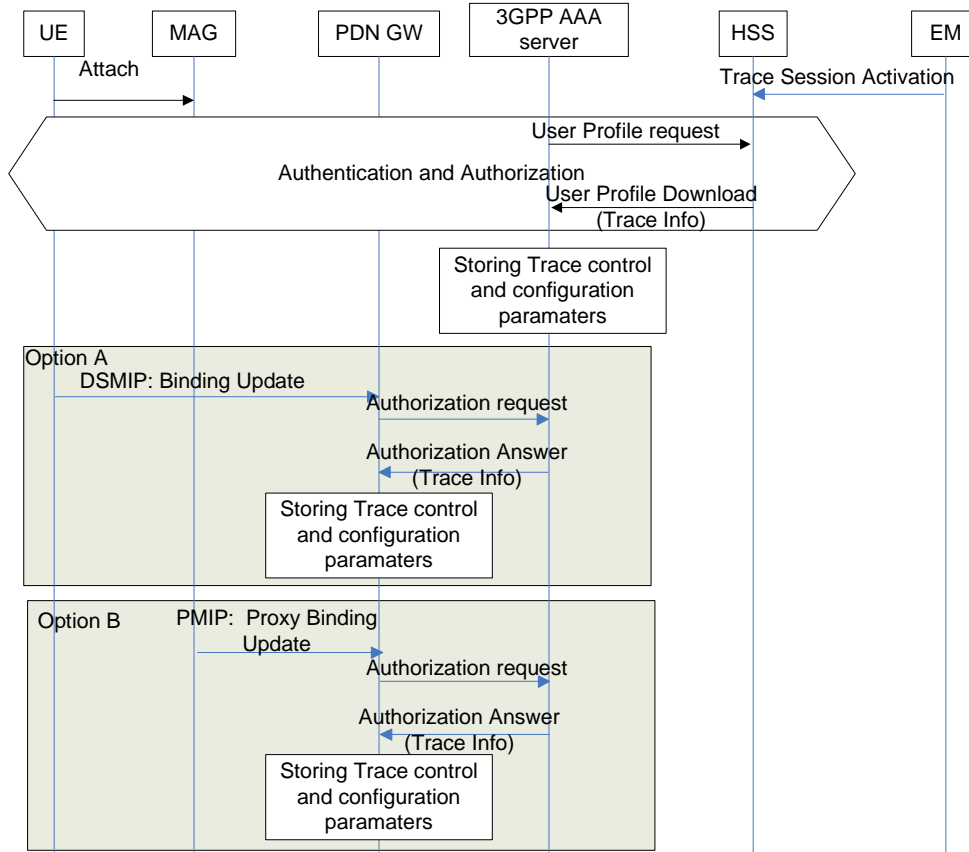 UE
MAG
PDN GW
3GPP AAA
server
HSS
EM
Attach
Trace Session Activation
User Profile request
Authentication and Authorization
User Profile Download
(Trace Info)
Storing Trace control
and configuration
paramaters
Option A
DSMIP: Binding Update
Authorization request
Authorization Answer
(Trace Info)
Storing Trace control
and configuration
paramaters
Option B
PMIP: Proxy Binding
Update
Authorization request
Authorization Answer
(Trace Info)
Storing Trace control
and configuration
paramaters